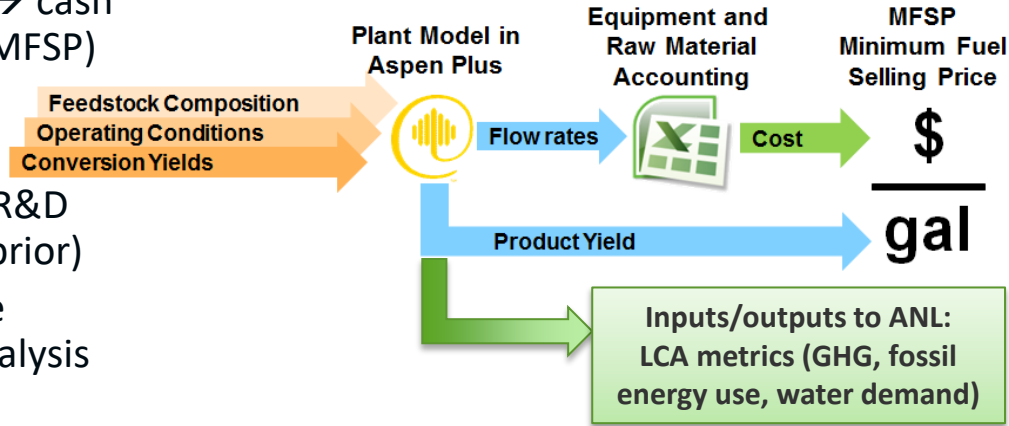 → cash
MFSP)
R&D
prior)
e
alysis
Plant Model in
Aspen Plus
Equipment and
Raw Material
Accounting
MFSP
Minimum Fuel
Selling Price
Feedstock Composition
Operating Conditions
Conversion Yields
Flow rates
Cost
$
gal
Product Yield
Inputs/outputs to ANL:
LCA metrics (GHG, fossil
energy use, water demand)